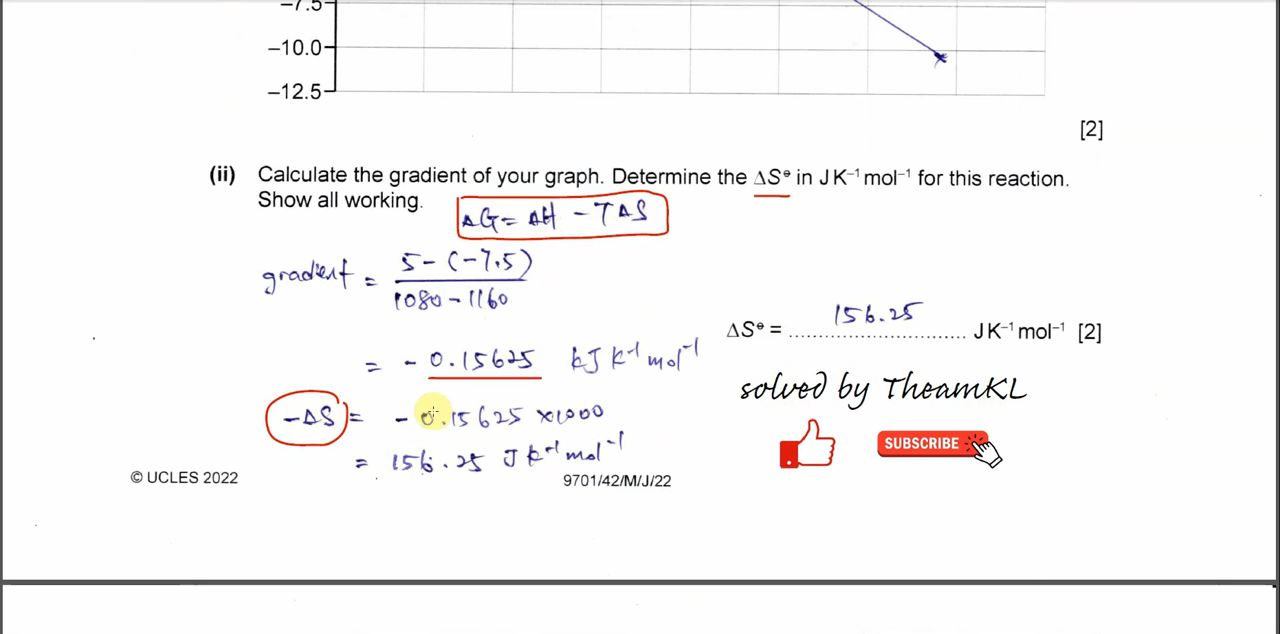 −7.5
−10.0
−12.5
[2]
(ii) Calculate the gradient of your graph. Determine the ΔS⦵ in J K⁻¹ mol⁻¹ for this reaction.
Show all working.
ΔG = ΔH − TΔS
gradient = 5 − (−7.5)
1080 − 1160
= − 0.15625 kJ K⁻¹ mol⁻¹
−ΔS = − 0.15625 ×1000
= 156.25 J K⁻¹ mol⁻¹
156.25
ΔS⦵ = .............................. J K⁻¹ mol⁻¹ [2]
solved by TheamKL
SUBSCRIBE
© UCLES 2022
9701/42/M/J/22